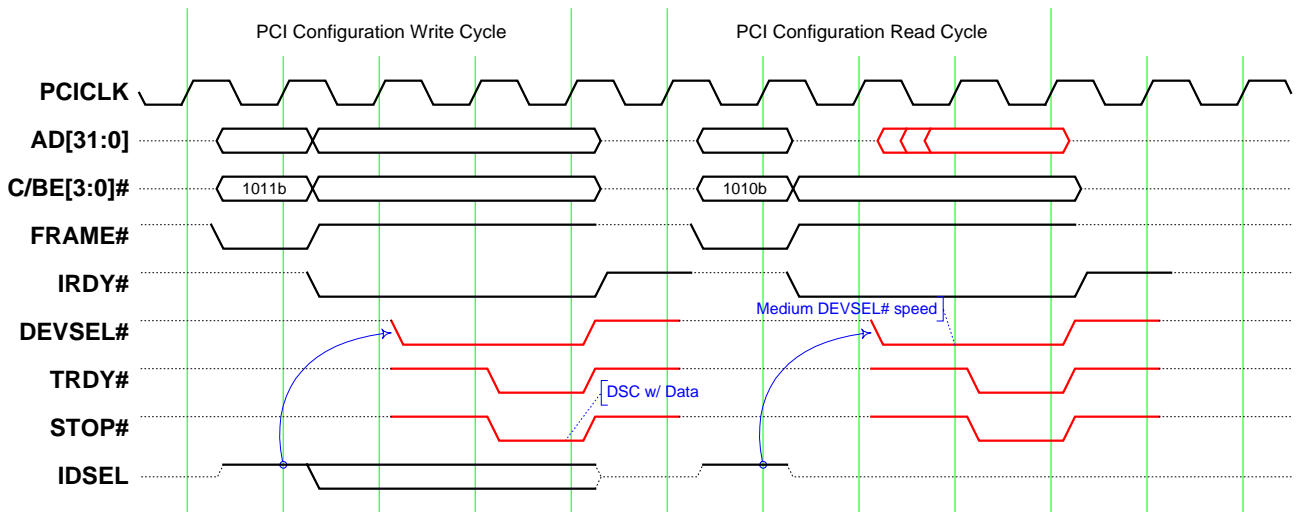 PCI Configuration Write Cycle
PCI Configuration Read Cycle
PCICLK
AD[31:0]
C/BE[3:0]#
1011b
1010b
FRAME#
IRDY#
Medium DEVSEL# speed
DEVSEL#
TRDY#
DSC w/ Data
STOP#
IDSEL